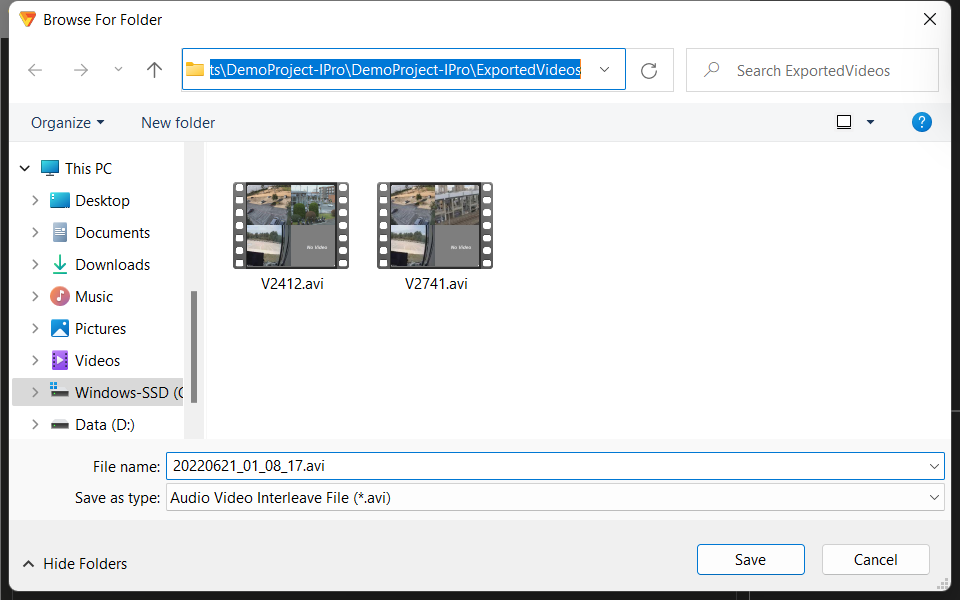 Browse For Folder
ts\DemoProject-IPro\DemoProject-IPro\ExportedVideos
Search ExportedVideos
Organize
New folder
?
This PC
Desktop
Documents
Downloads
Music
Pictures
Videos
Windows-SSD (C
Data (D:)
No Video
No Video
V2412.avi
V2741.avi
File name: 20220621_01_08_17.avi
Save as type: Audio Video Interleave File (*.avi)
Hide Folders
Save
Cancel